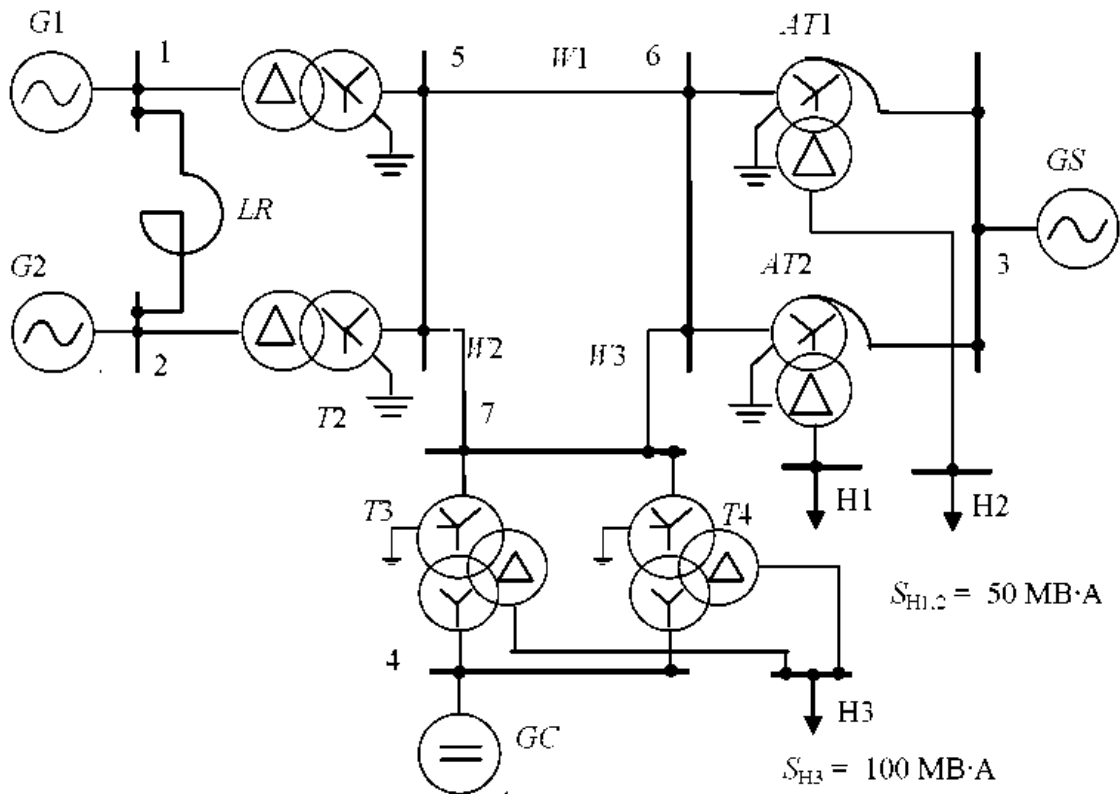 G1
1
5
W1
6
AT1
LR
GS
G2
AT2
3
2
W2
W3
T2
7
T3
T4
H1
H2
S_H1,2 = 50 MB·A
4
H3
GC
S_H3 = 100 MB·A